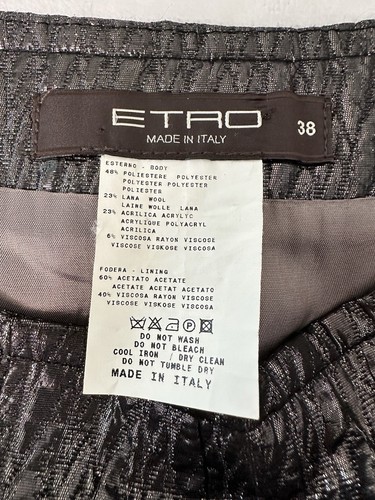 ETRO
MADE IN ITALY
38
ESTERNO - BODY
48% POLIESTERE POLYESTER
POLYESTER POLYESTER
POLIESTER
23% LANA WOOL
LAINE WOLLE LANA
23% ACRILICA ACRYLIC
ACRYLIQUE POLYACRYL
ACRILICA
6% VISCOSA RAYON VISCOSE
VISCOSE VISKOSE VISCOSE
FODERA - LINING
60% ACETATO ACETATE
ACETATE ACETAT ACETATO
40% VISCOSA RAYON VISCOSE
VISCOSE VISKOSE VISCOSE
P
DO NOT WASH
DO NOT BLEACH
COOL IRON / DRY CLEAN
DO NOT TUMBLE DRY
MADE IN ITALY